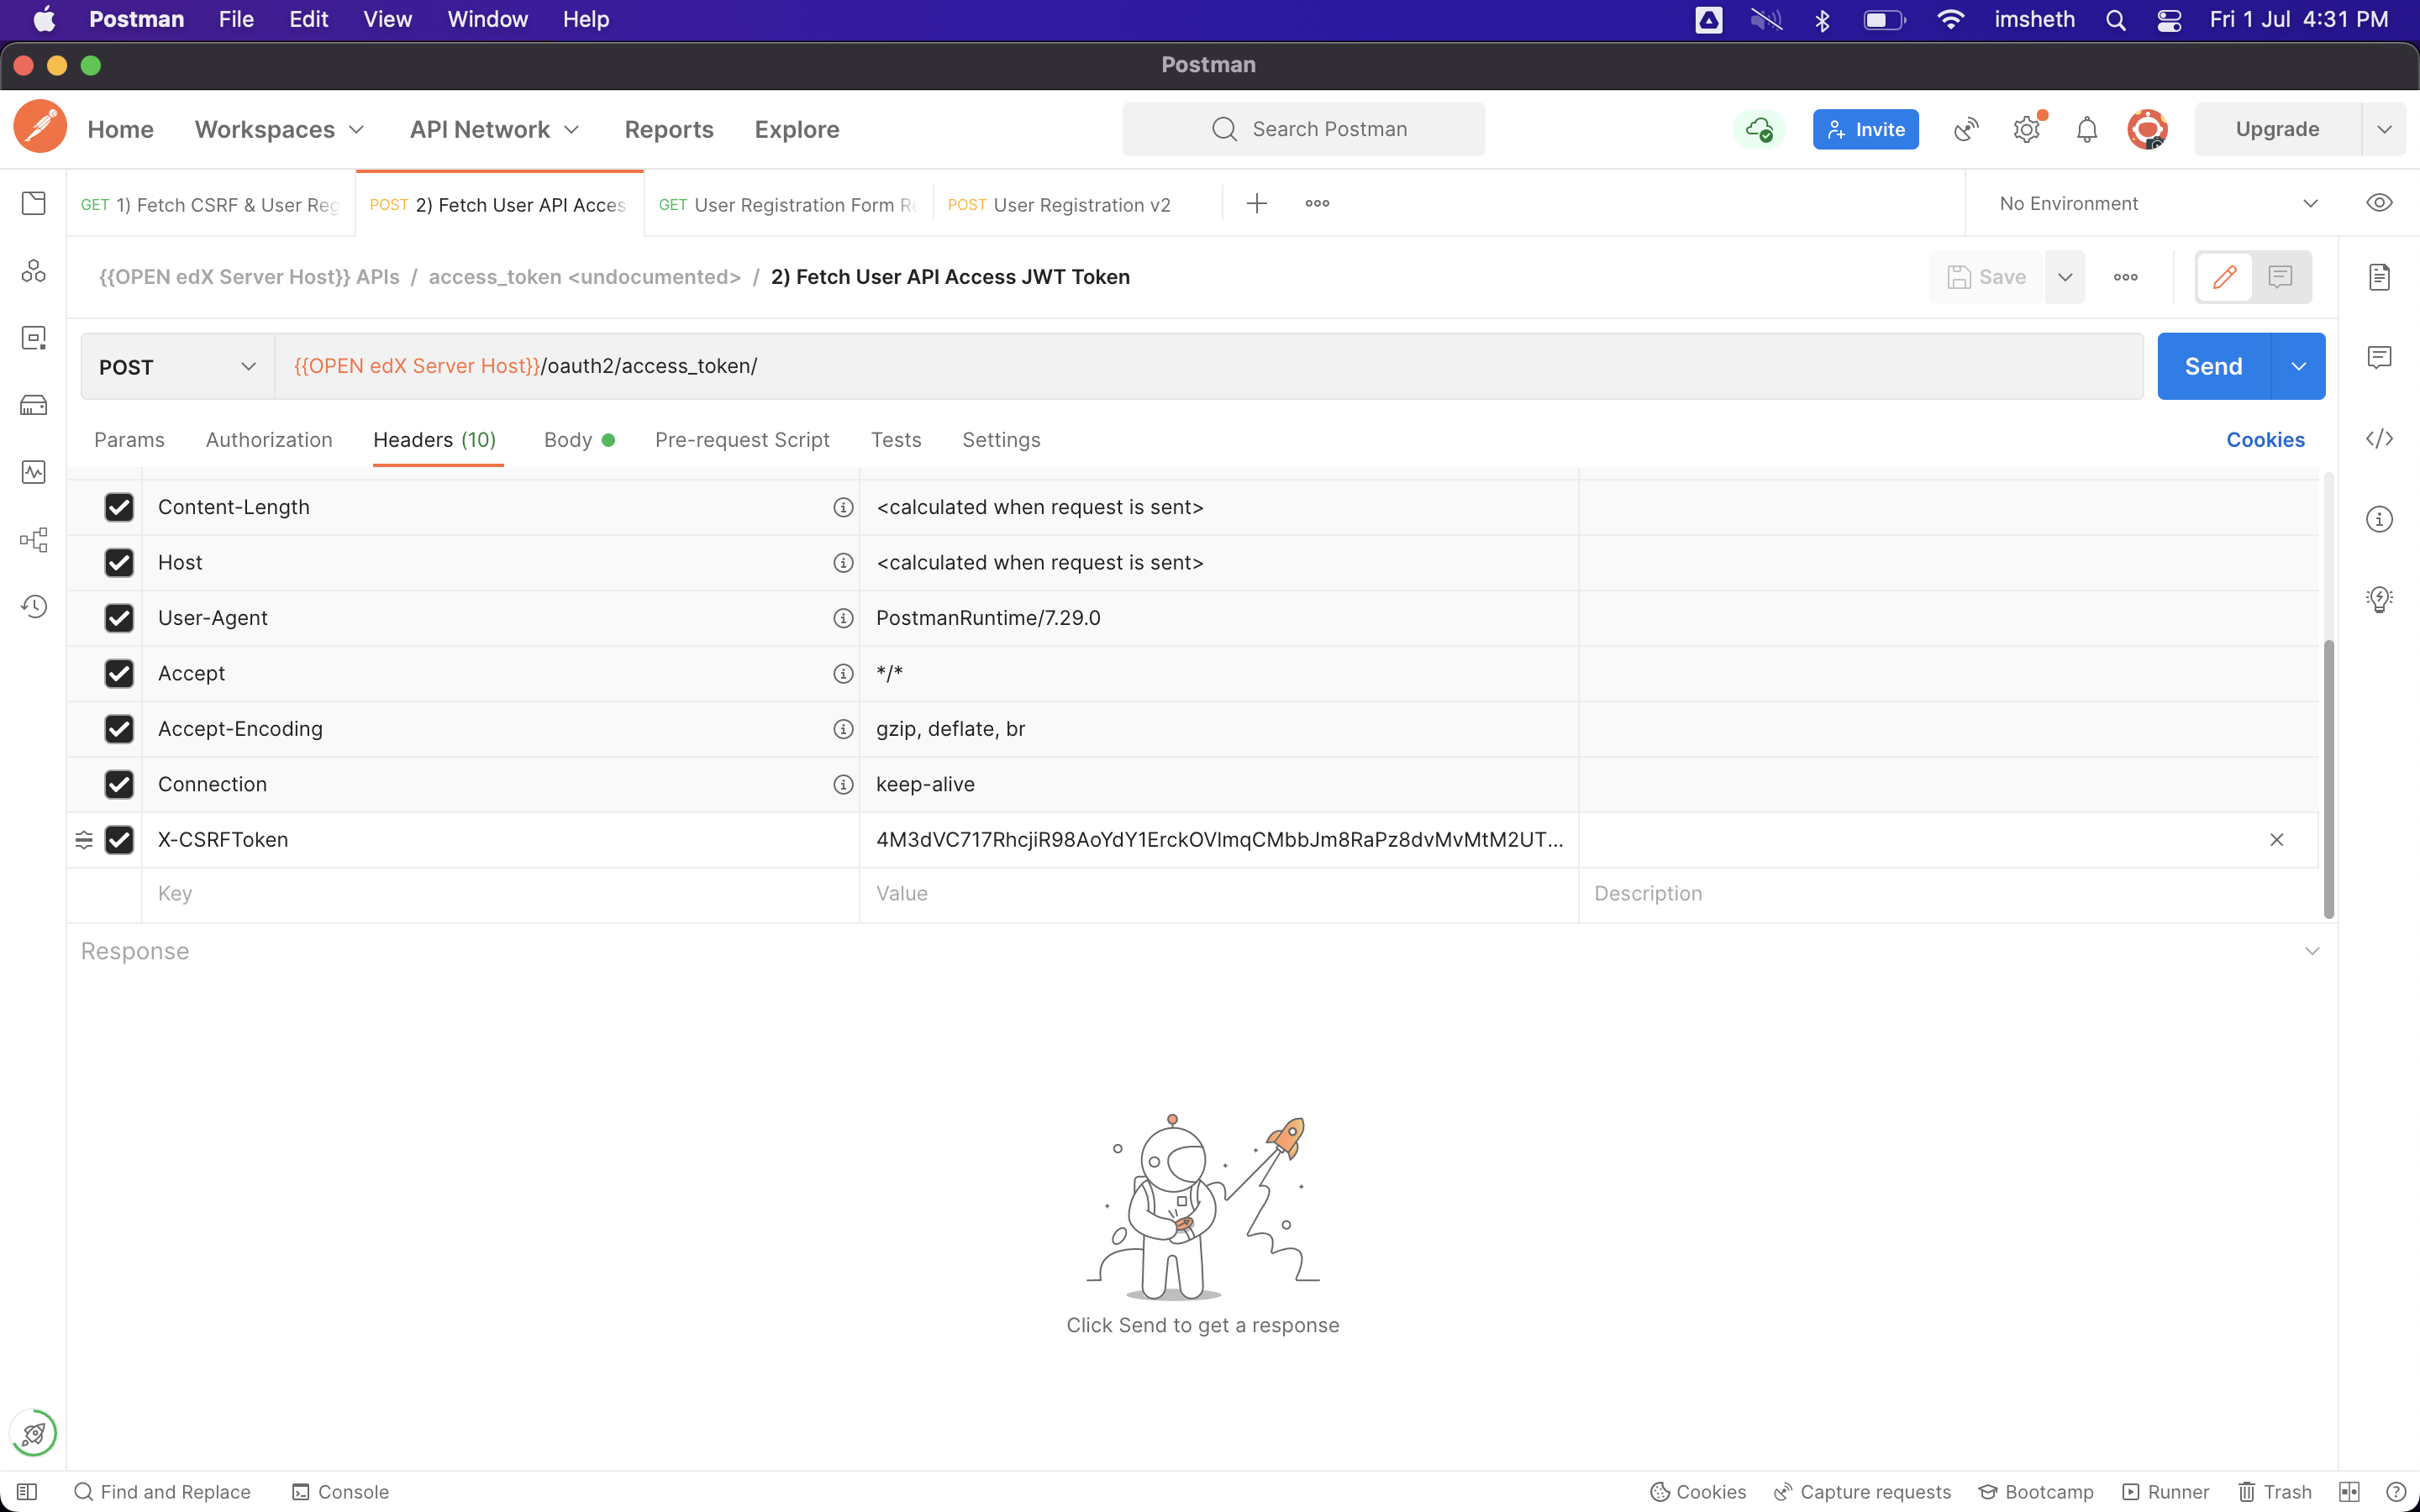 Postman File Edit View Window Help imsheth Fri 1 Jul 4:31 PM
Postman
Home Workspaces API Network Reports Explore Search Postman Invite Upgrade
GET 1) Fetch CSRF & User Reg POST 2) Fetch User API Acces GET User Registration Form Re POST User Registration v2 No Environment
{{OPEN edX Server Host}} APIs / access_token <undocumented> / 2) Fetch User API Access JWT Token Save
POST {{OPEN edX Server Host}}/oauth2/access_token/ Send
Params Authorization Headers (10) Body Pre-request Script Tests Settings Cookies
Content-Length <calculated when request is sent>
Host <calculated when request is sent>
User-Agent PostmanRuntime/7.29.0
Accept */*
Accept-Encoding gzip, deflate, br
Connection keep-alive
X-CSRFToken 4M3dVC717RhcjiR98AoYdY1ErckOVlmqCMbbJm8RaPz8dvMvMtM2UT...
Key Value Description
Response
Click Send to get a response
Find and Replace Console Cookies Capture requests Bootcamp Runner Trash